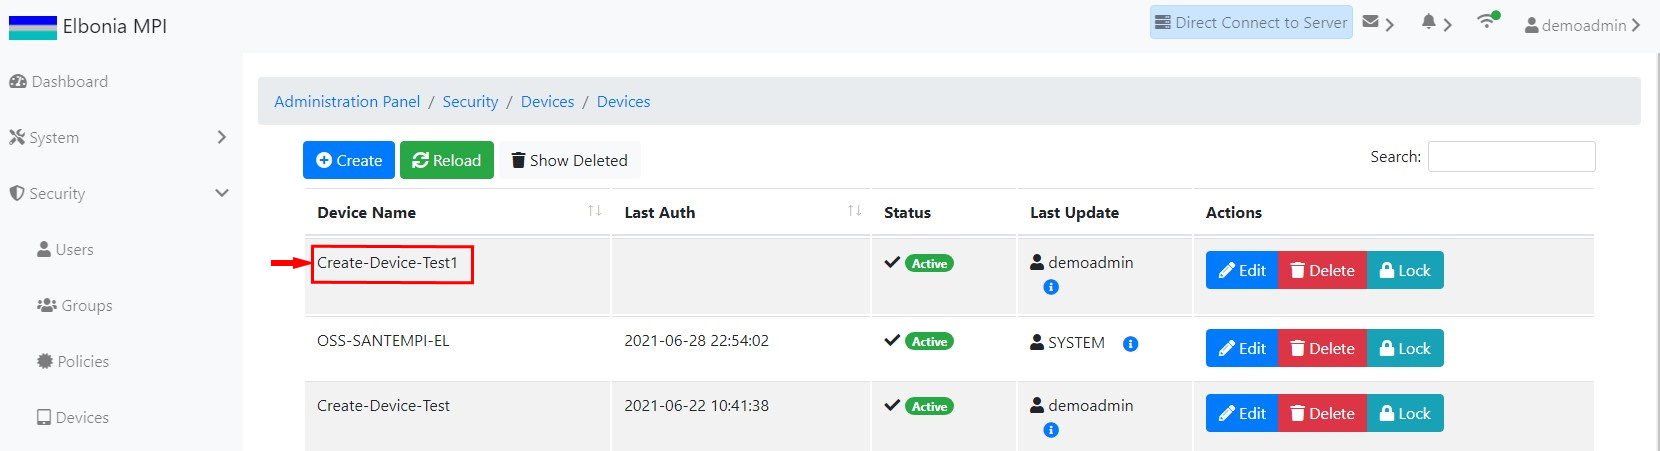 Elbonia MPI
Direct Connect to Server
demoadmin
Dashboard
System
Security
Users
Groups
Policies
Devices
Administration Panel / Security / Devices / Devices
Create Reload Show Deleted Search:
Device Name Last Auth Status Last Update Actions
Create-Device-Test1 Active demoadmin Edit Delete Lock
OSS-SANTEMPI-EL 2021-06-28 22:54:02 Active SYSTEM Edit Delete Lock
Create-Device-Test 2021-06-22 10:41:38 Active demoadmin Edit Delete Lock